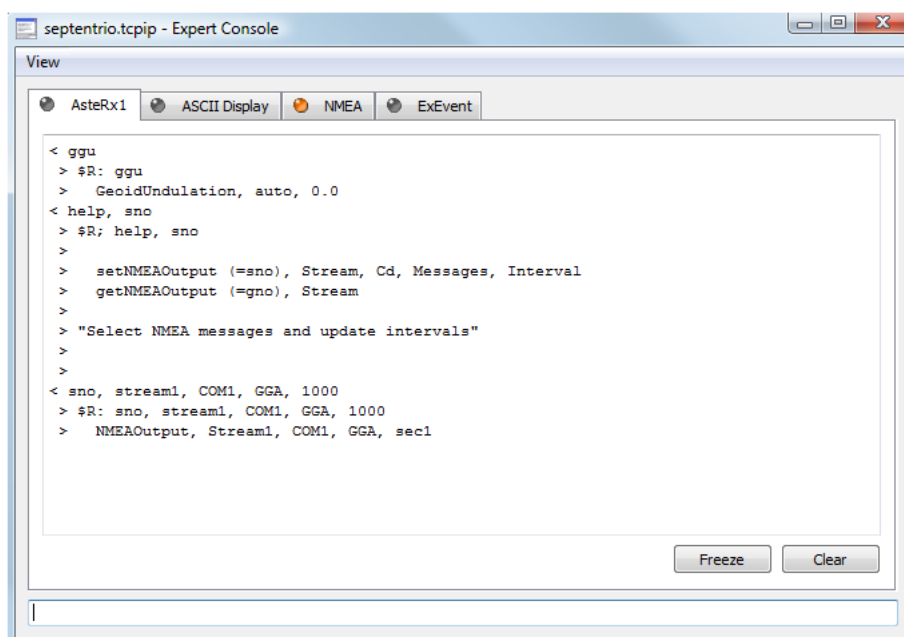 septentrio.tcpip - Expert Console
View
AsteRx1 ASCII Display NMEA ExEvent
< ggu
> $R: ggu
> GeoidUndulation, auto, 0.0
< help, sno
> $R; help, sno
>
> setNMEAOutput (=sno), Stream, Cd, Messages, Interval
> getNMEAOutput (=gno), Stream
>
> "Select NMEA messages and update intervals"
>
>
< sno, stream1, COM1, GGA, 1000
> $R: sno, stream1, COM1, GGA, 1000
> NMEAOutput, Stream1, COM1, GGA, sec1
Freeze Clear